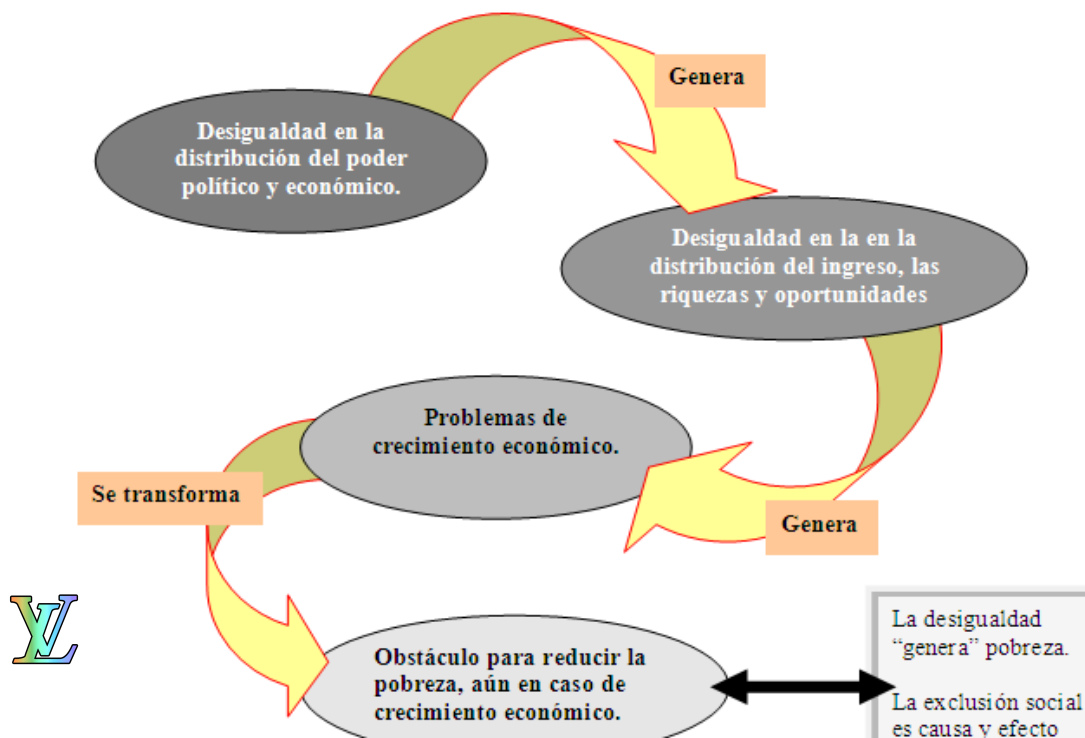 Genera
Desigualdad en la
distribución del poder
político y económico.
Desigualdad en la en la
distribución del ingreso, las
riquezas y oportunidades
Problemas de
crecimiento económico.
Se transforma
Genera
LV
Obstáculo para reducir la
pobreza, aún en caso de
crecimiento económico.
La desigualdad
“genera” pobreza.
La exclusión social
es causa y efecto